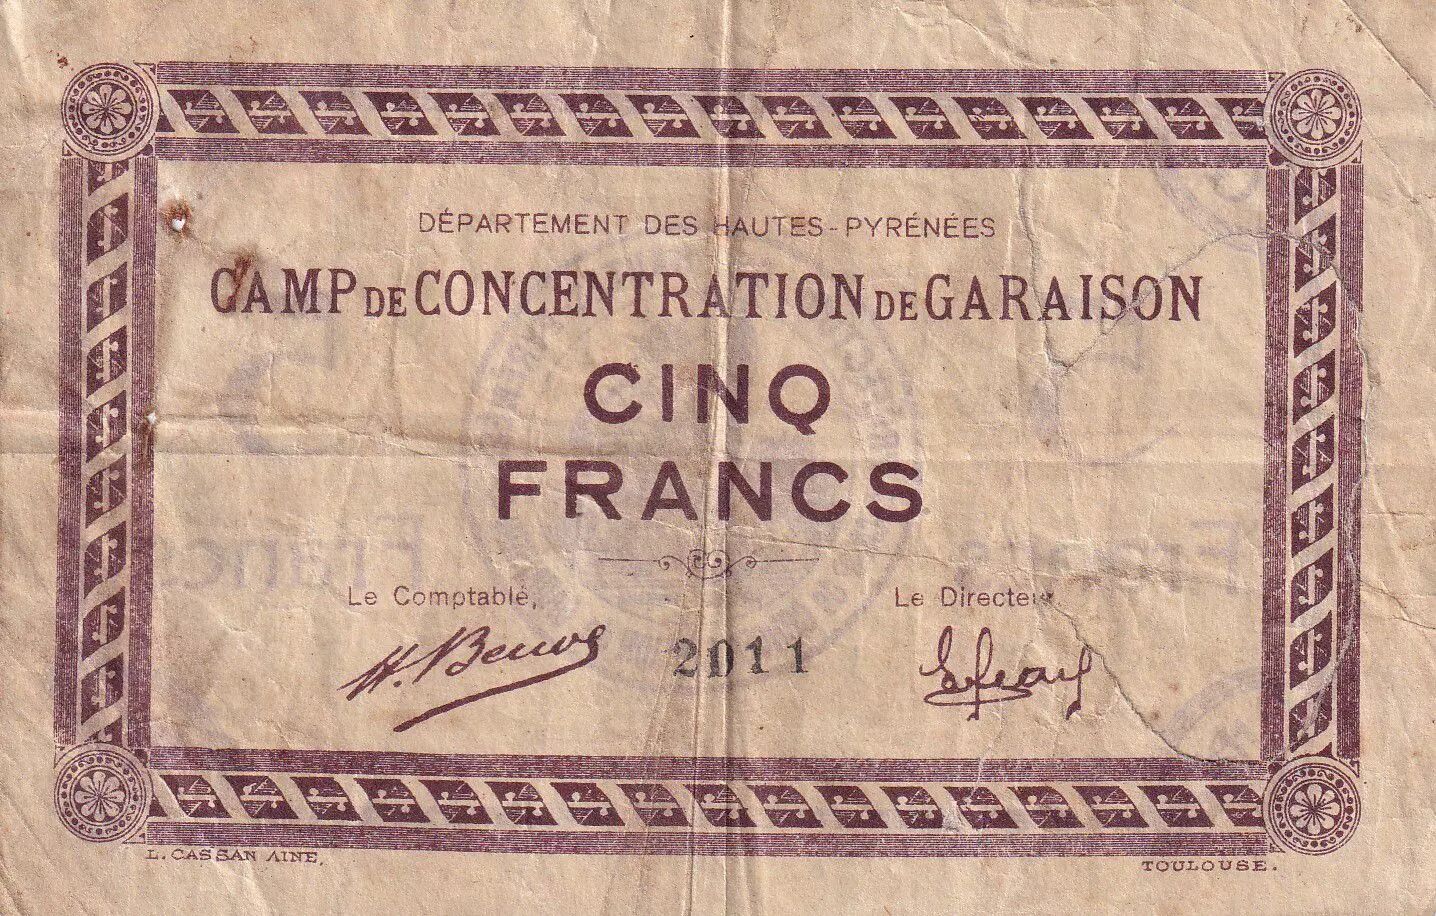 DÉPARTEMENT DES HAUTES-PYRÉNÉES
CAMP DE CONCENTRATION DE GARAISON
CINQ
FRANCS
Le Comptable,
Le Directeur.
2011
L. CASSAN AINE,
TOULOUSE.